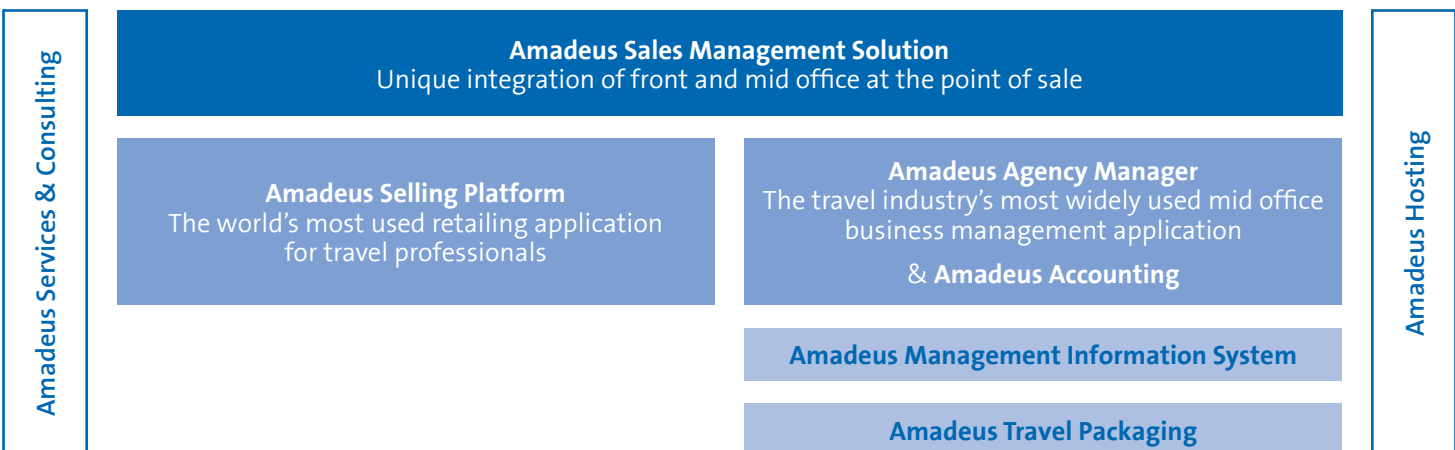 Amadeus Services & Consulting
Amadeus Sales Management Solution
Unique integration of front and mid office at the point of sale
Amadeus Selling Platform
The world’s most used retailing application
for travel professionals
Amadeus Agency Manager
The travel industry’s most widely used mid office
business management application
& Amadeus Accounting
Amadeus Management Information System
Amadeus Travel Packaging
Amadeus Hosting